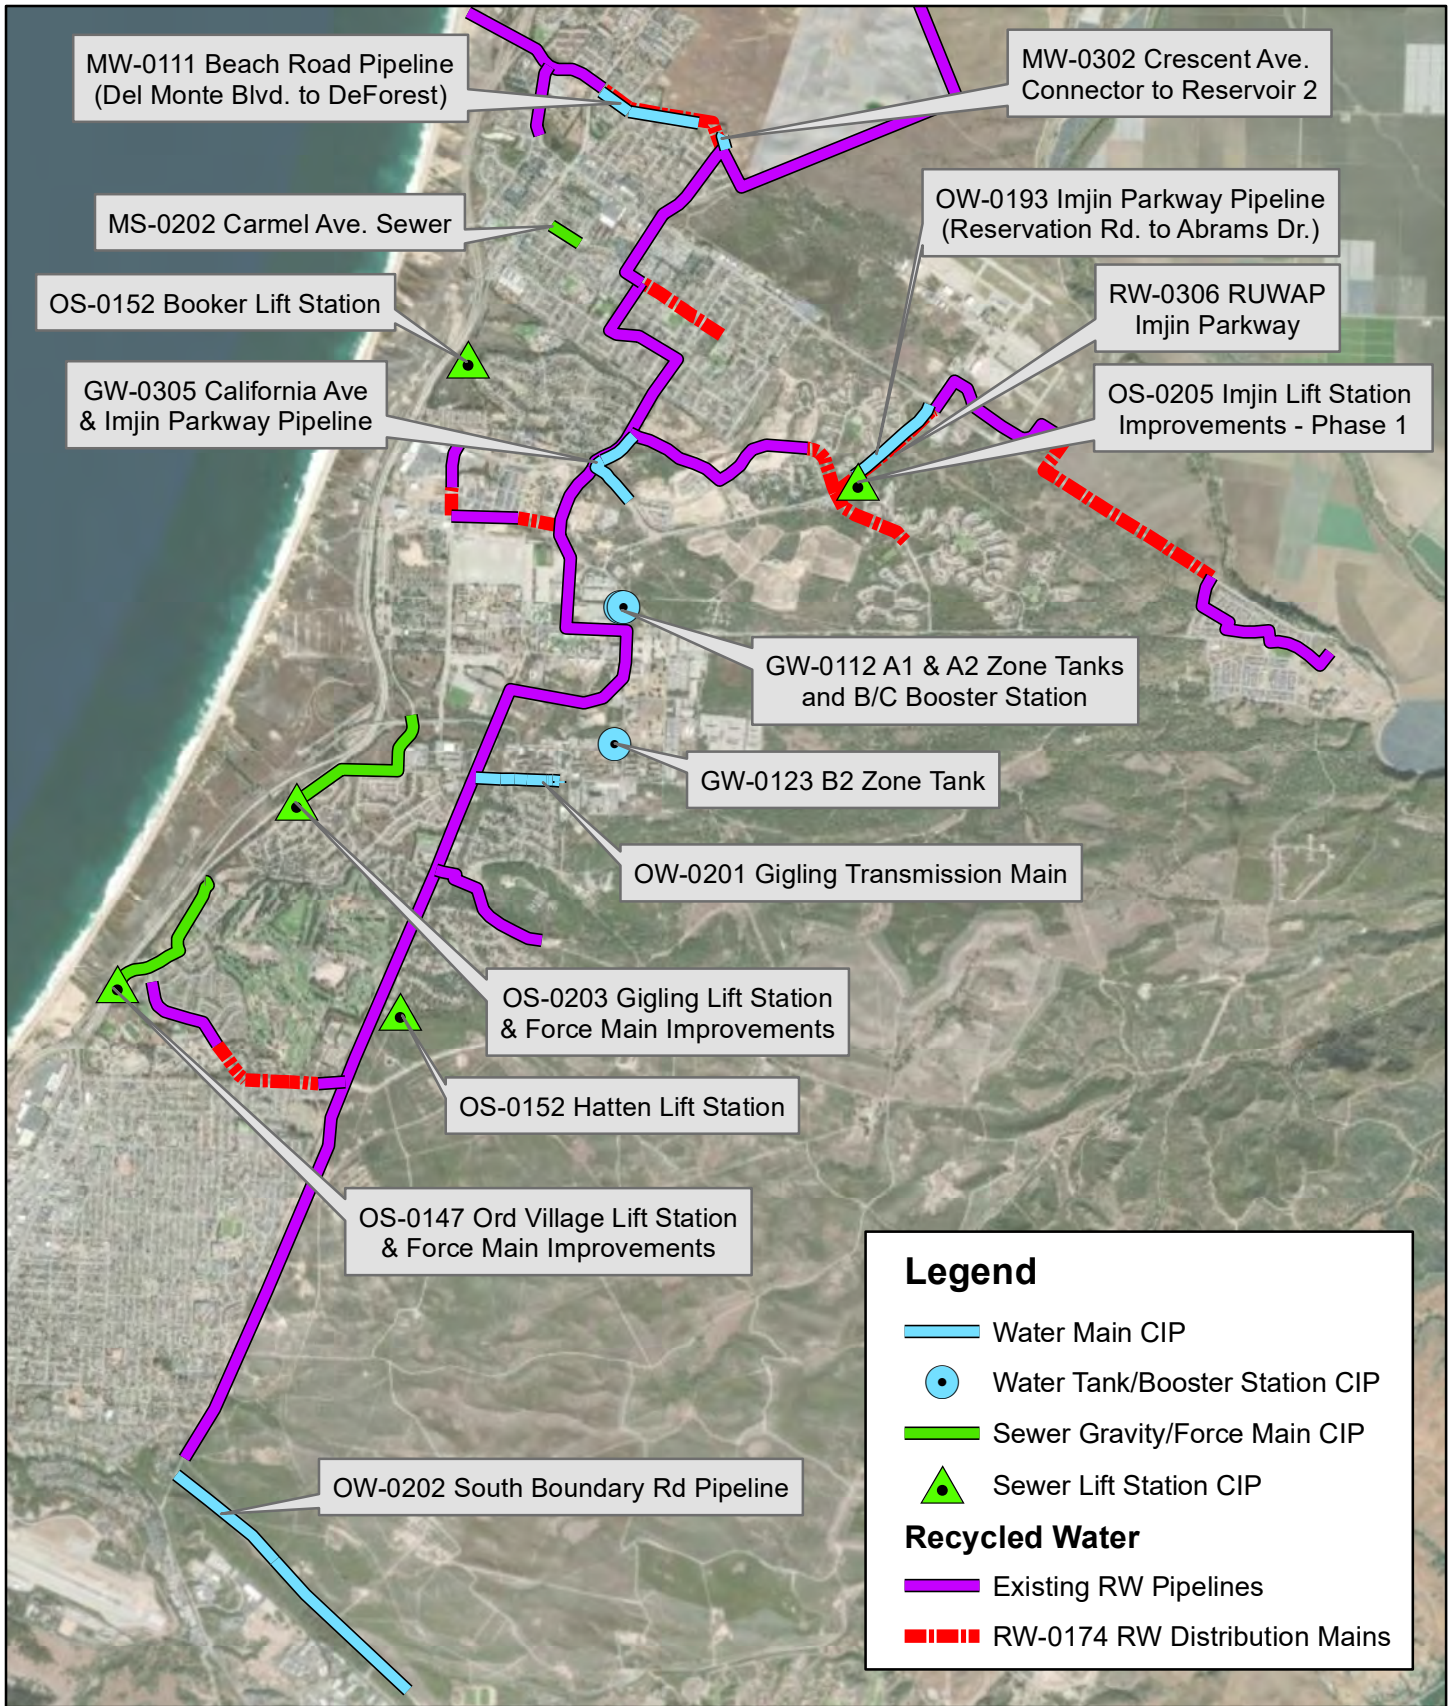 MW-0111 Beach Road Pipeline
(Del Monte Blvd. to DeForest)
MW-0302 Crescent Ave.
Connector to Reservoir 2
MS-0202 Carmel Ave. Sewer
OW-0193 Imjin Parkway Pipeline
(Reservation Rd. to Abrams Dr.)
OS-0152 Booker Lift Station
RW-0306 RUWAP
Imjin Parkway
GW-0305 California Ave
& Imjin Parkway Pipeline
OS-0205 Imjin Lift Station
Improvements - Phase 1
GW-0112 A1 & A2 Zone Tanks
and B/C Booster Station
GW-0123 B2 Zone Tank
OW-0201 Gigling Transmission Main
OS-0203 Gigling Lift Station
& Force Main Improvements
OS-0152 Hatten Lift Station
OS-0147 Ord Village Lift Station
& Force Main Improvements
OW-0202 South Boundary Rd Pipeline
Legend
Water Main CIP
Water Tank/Booster Station CIP
Sewer Gravity/Force Main CIP
Sewer Lift Station CIP
Recycled Water
Existing RW Pipelines
RW-0174 RW Distribution Mains